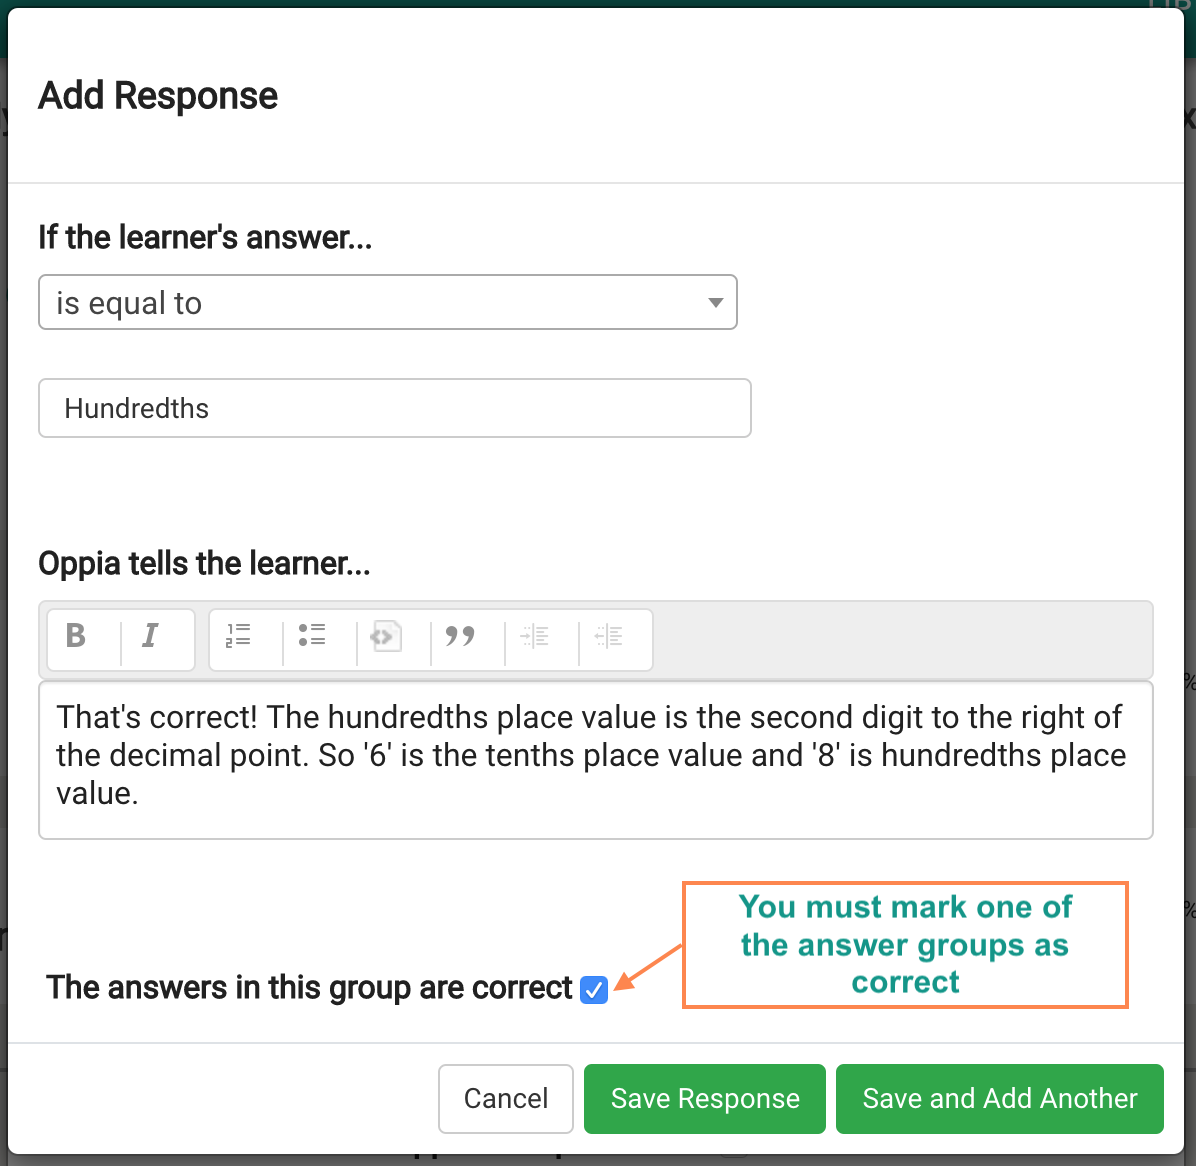 Add Response
If the learner's answer...
is equal to
Hundredths
Oppia tells the learner...
B I
That's correct! The hundredths place value is the second digit to the right of
the decimal point. So '6' is the tenths place value and '8' is hundredths place
value.
You must mark one of
the answer groups as
correct
The answers in this group are correct
Cancel
Save Response
Save and Add Another